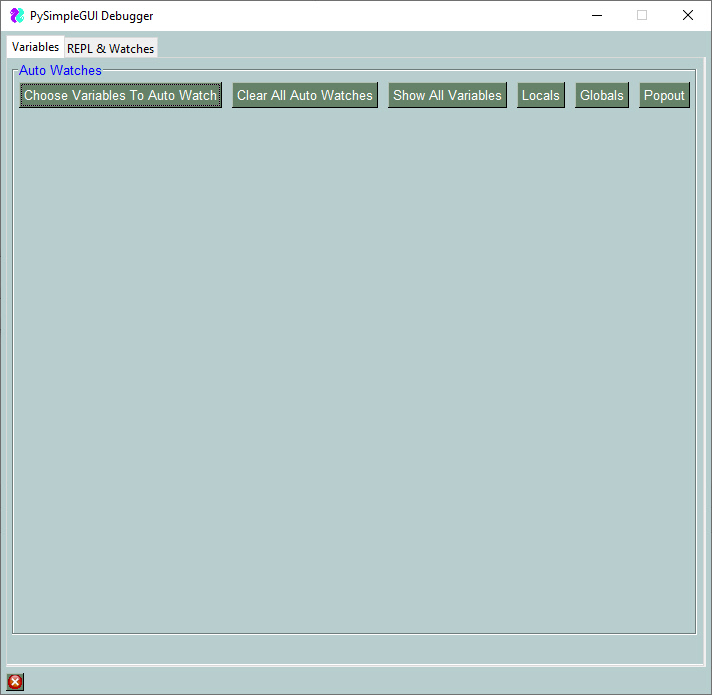 PySimpleGUI Debugger
Variables REPL & Watches
Auto Watches
Choose Variables To Auto Watch Clear All Auto Watches Show All Variables Locals Globals Popout